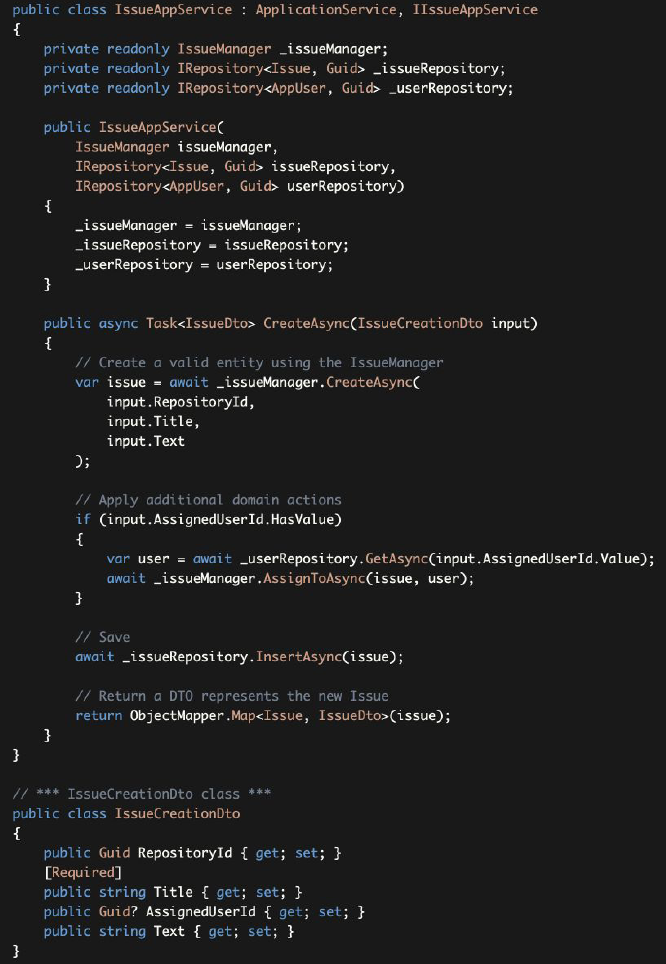 public class IssueAppService : ApplicationService, IIssueAppService
{
    private readonly IssueManager _issueManager;
    private readonly IRepository<Issue, Guid> _issueRepository;
    private readonly IRepository<AppUser, Guid> _userRepository;

    public IssueAppService(
        IssueManager issueManager,
        IRepository<Issue, Guid> issueRepository,
        IRepository<AppUser, Guid> userRepository)
    {
        _issueManager = issueManager;
        _issueRepository = issueRepository;
        _userRepository = userRepository;
    }

    public async Task<IssueDto> CreateAsync(IssueCreationDto input)
    {
        // Create a valid entity using the IssueManager
        var issue = await _issueManager.CreateAsync(
            input.RepositoryId,
            input.Title,
            input.Text
        );

        // Apply additional domain actions
        if (input.AssignedUserId.HasValue)
        {
            var user = await _userRepository.GetAsync(input.AssignedUserId.Value);
            await _issueManager.AssignToAsync(issue, user);
        }

        // Save
        await _issueRepository.InsertAsync(issue);

        // Return a DTO represents the new Issue
        return ObjectMapper.Map<Issue, IssueDto>(issue);
    }
}

// *** IssueCreationDto class ***
public class IssueCreationDto
{
    public Guid RepositoryId { get; set; }
    [Required]
    public string Title { get; set; }
    public Guid? AssignedUserId { get; set; }
    public string Text { get; set; }
}